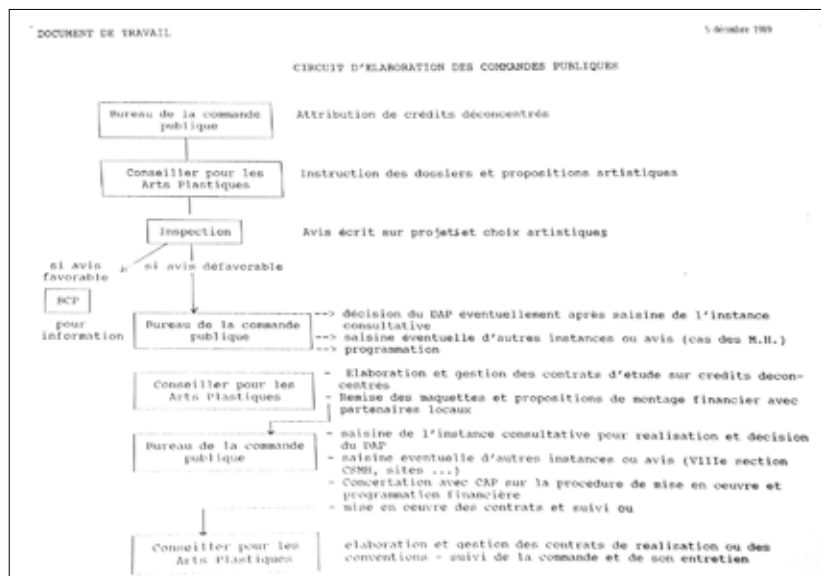 DOCUMENT DE TRAVAIL
5 décembre 1989
CIRCUIT D'ELABORATION DES COMMANDES PUBLIQUES
Bureau de la commande
publique
Attribution de crédits déconcentrés
Conseiller pour les
Arts Plastiques
instruction des dossiers et propositions artistiques
Inspection
Avis écrit sur projet et choix artistiques
si avis
favorable
si avis défavorable
BCP
pour
information
Bureau de la commande
publique
--> décision du DAP éventuellement après saisine de l'instance
consultative
--> saisine éventuelle d'autres instances ou avis (cas des M.H.)
--> programmation
Conseiller pour les
Arts Plastiques
- Elaboration et gestion des contrats d'étude sur credits decon-
centrés
- Remise des maquettes et propositions de montage financier avec
partenaires locaux
Bureau de la commande
publique
- saisine de l'instance consultative pour realisation et décision
du DAP
- saisine éventuelle d'autres instances ou avis (VIIIe section
CSMH, sites ...)
- Concertation avec CAP sur la procedure de mise en oeuvre et
programmation financière
- mise en oeuvre des contrats et suivi ou
Conseiller pour les
Arts Plastiques
elaboration et gestion des contrats de realisation ou des
conventions - suivi de la commande et de son entretien